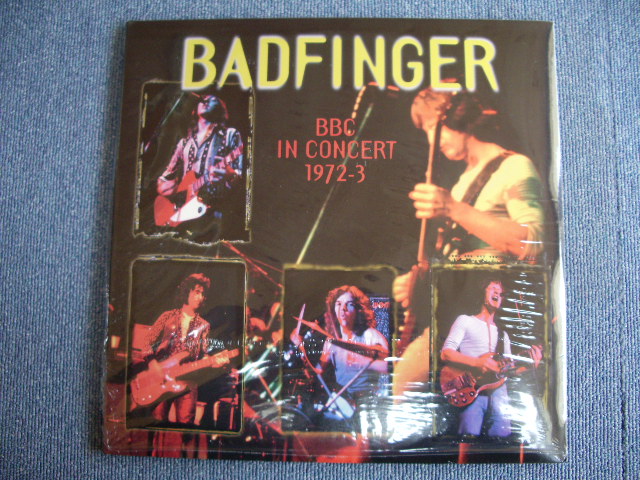 BADFINGER
BBC
IN CONCERT
1972-3